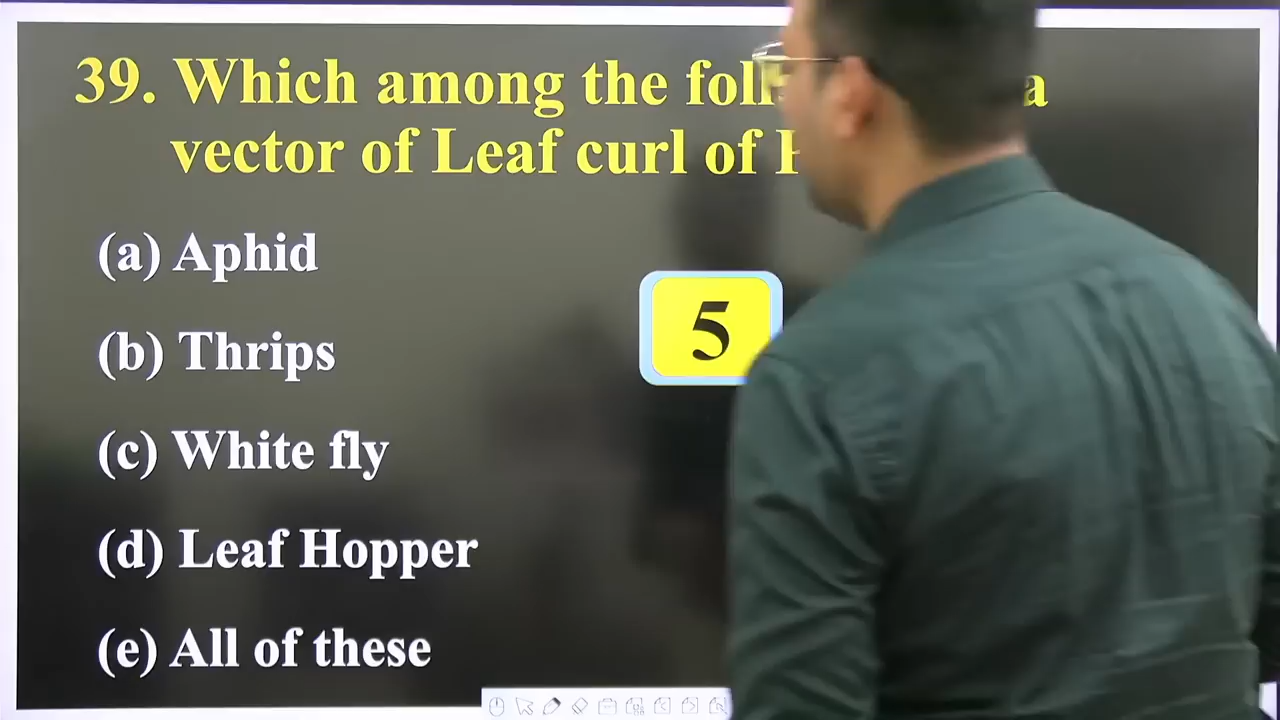 39. Which among the a
vector of Leaf curl of
(a) Aphid
(b) Thrips
5
(c) White fly
(d) Leaf Hopper
(e) All of these